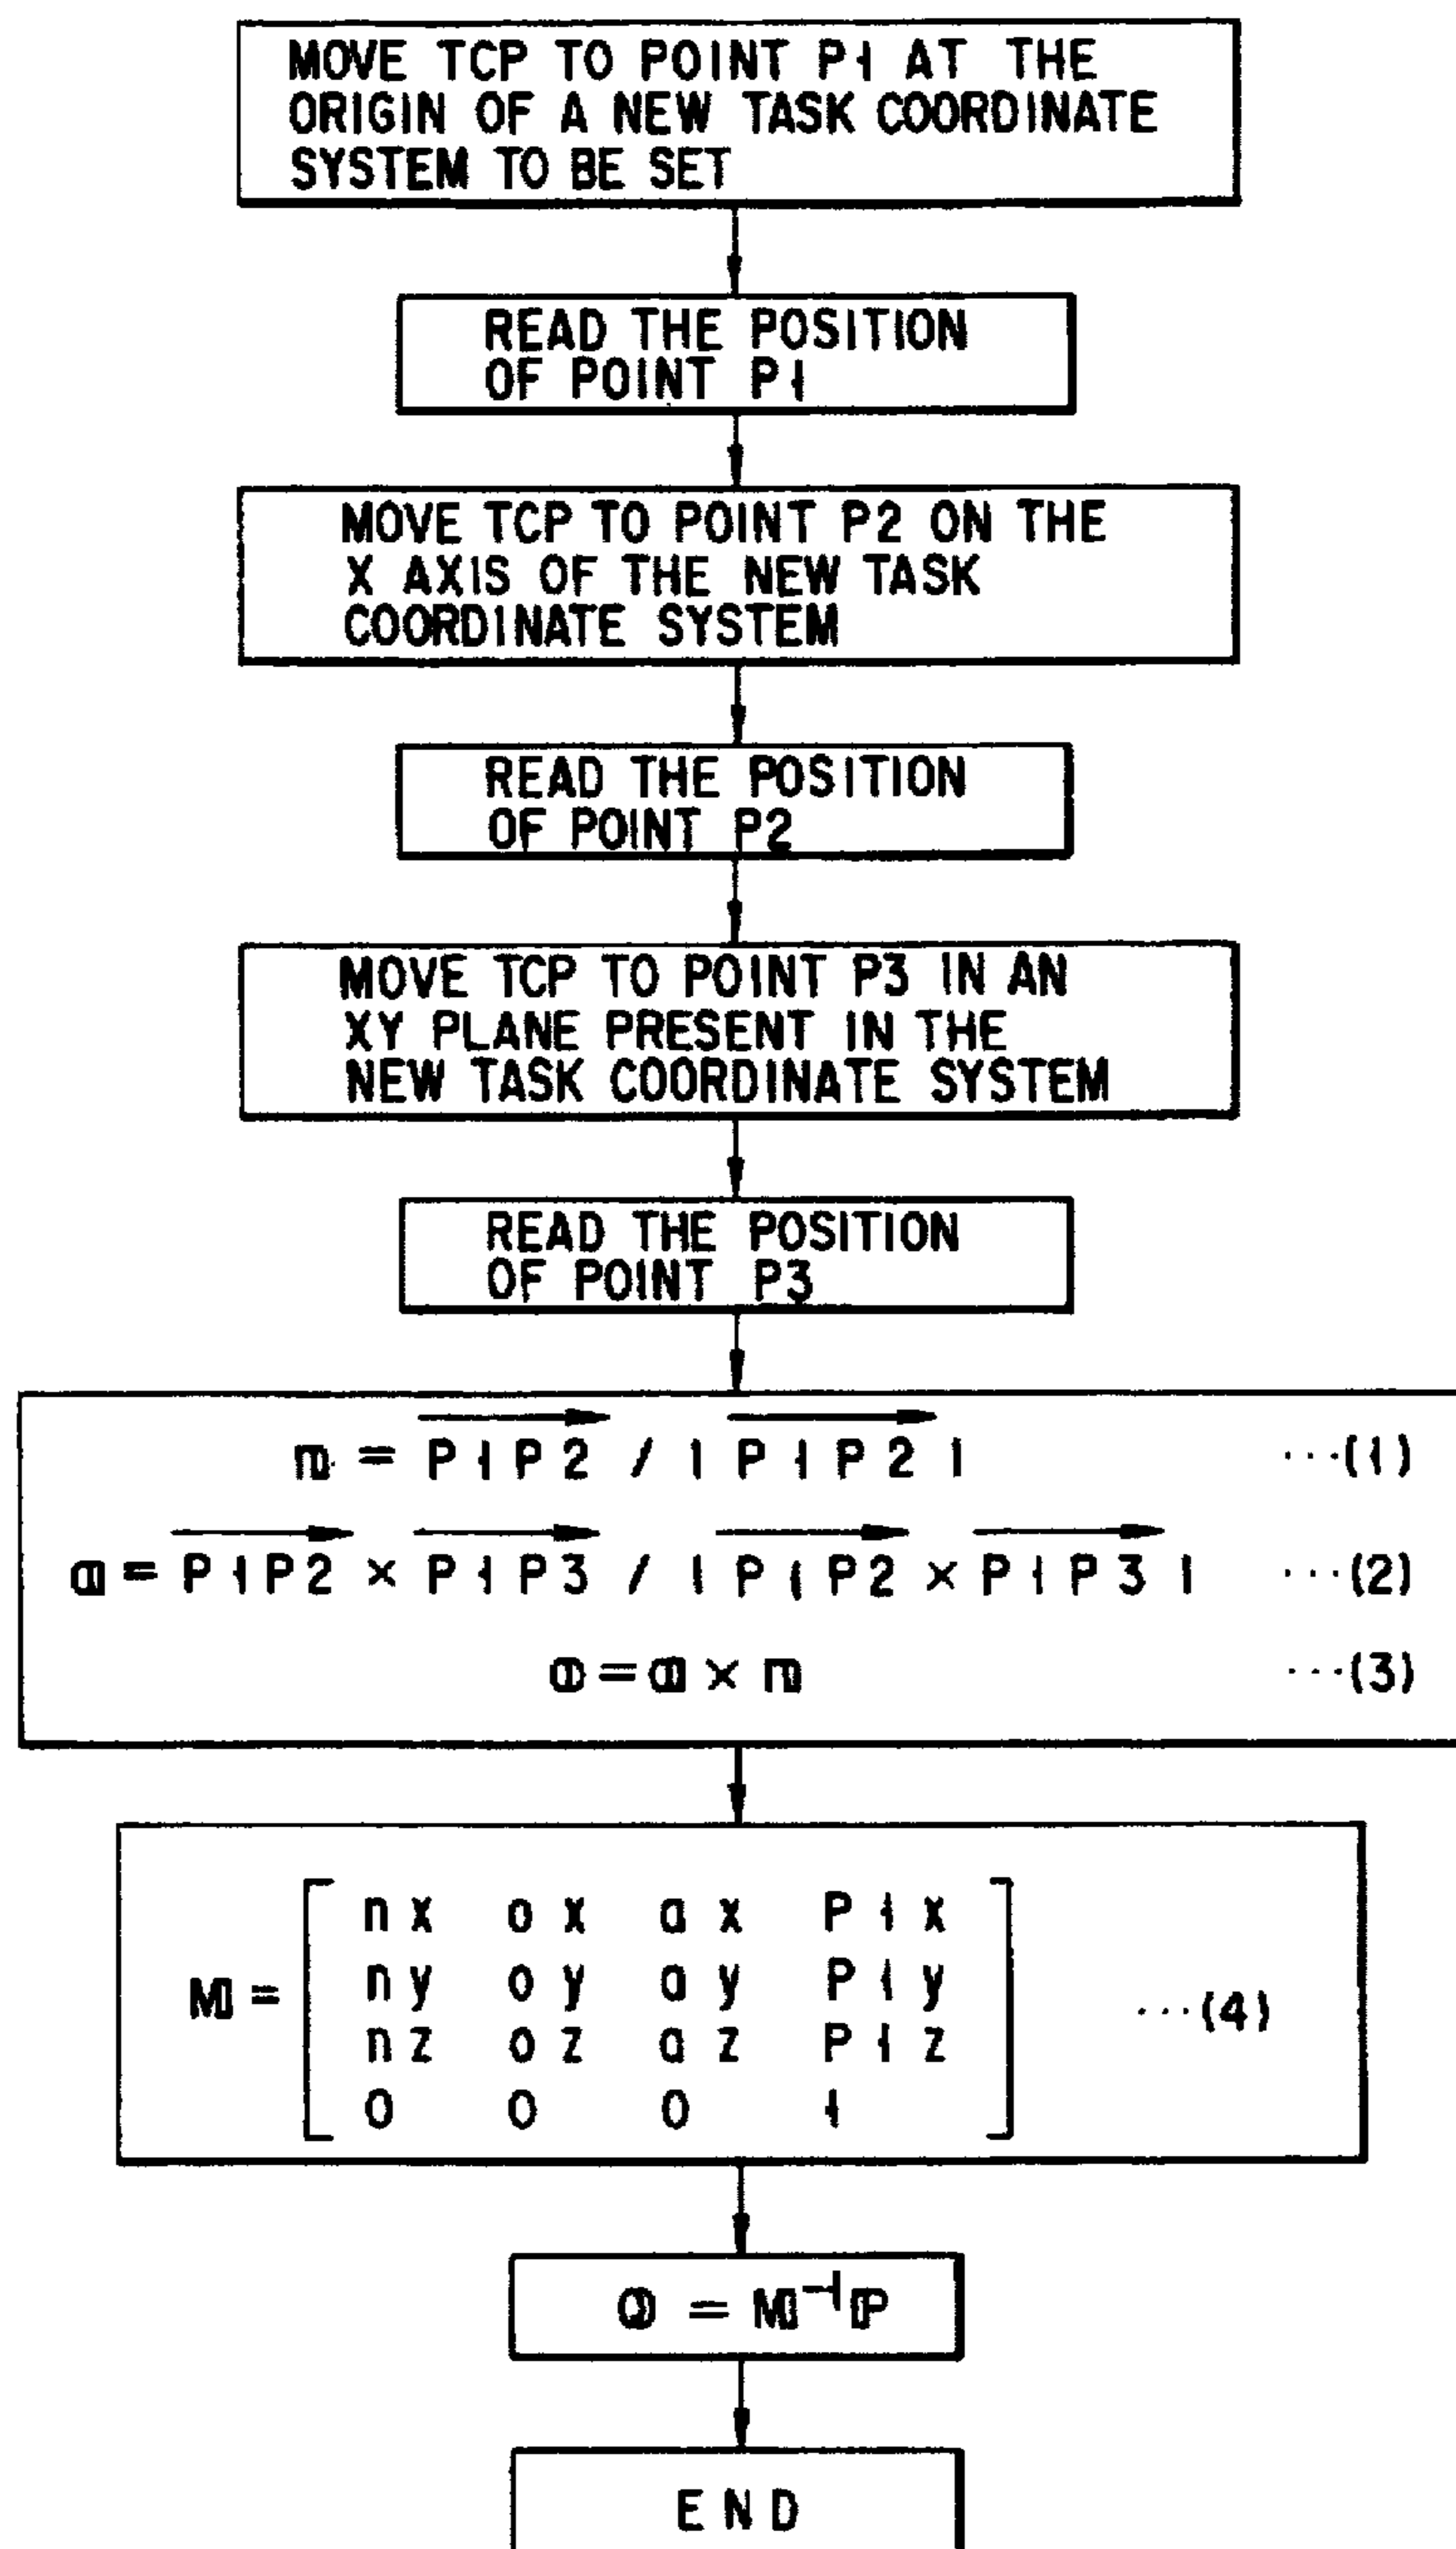 MOVE TCP TO POINT P1 AT THE
ORIGIN OF A NEW TASK COORDINATE
SYSTEM TO BE SET
READ THE POSITION
OF POINT P1
MOVE TCP TO POINT P2 ON THE
X AXIS OF THE NEW TASK
COORDINATE SYSTEM
READ THE POSITION
OF POINT P2
MOVE TCP TO POINT P3 IN AN
XY PLANE PRESENT IN THE
NEW TASK COORDINATE SYSTEM
READ THE POSITION
OF POINT P3
n = P1P2 / | P1P2 | ···(1)
a = P1P2 × P1P3 / | P1P2 × P1P3 | ···(2)
o = a × n ···(3)
nx ox ax P1x
ny oy ay P1y
M = ···(4)
nz oz az P1z
0 0 0 1
Q = M⁻¹P
END